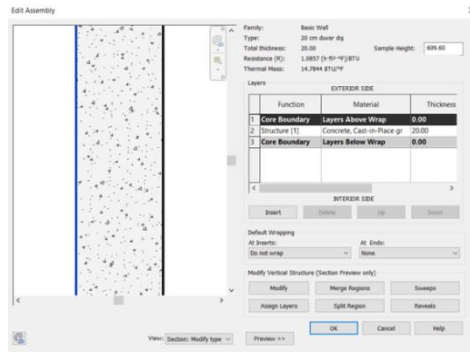 Edit Assembly
Family: Basic Wall
Type: 20 cm duvar dış
Total thickness: 20.00 Sample Height: 609.60
Resistance (R): 1.0857 (h·ft²·°F)/BTU
Thermal Mass: 14.7844 BTU/°F
Layers
EXTERIOR SIDE
Function Material Thickness
1 Core Boundary Layers Above Wrap 0.00
2 Structure [1] Concrete, Cast-in-Place gr 20.00
3 Core Boundary Layers Below Wrap 0.00
INTERIOR SIDE
Insert Delete Up Down
Default Wrapping
At Inserts: At Ends:
Do not wrap None
Modify Vertical Structure (Section Preview only)
Modify Merge Regions Sweeps
Assign Layers Split Region Reveals
View: Section: Modify type Preview >> OK Cancel Help